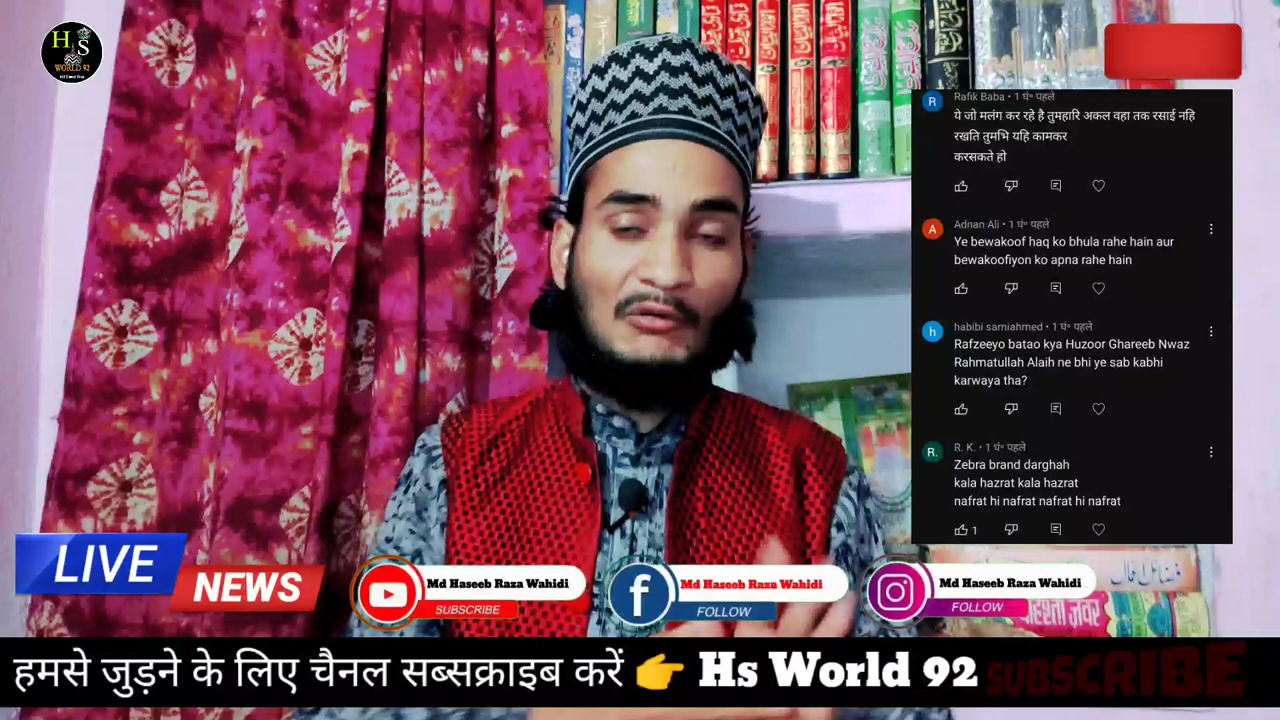 H S
WORLD 92
Rafik Baba • 1 घं॰ पहले
ये जो मलंग कर रहे है तुमहारि अकल वहा तक रसाई नहि
रखति तुमभि यहि कामकर
करसकते हो
A
Adnan Ali • 1 घं॰ पहले
Ye bewakoof haq ko bhula rahe hain aur
bewakoofiyon ko apna rahe hain
h
habibi samiahmed • 1 घं॰ पहले
Rafzeeyo batao kya Huzoor Ghareeb Nwaz
Rahmatullah Alaih ne bhi ye sab kabhi
karwaya tha?
R.
R. K. • 1 घं॰ पहले
Zebra brand darghah
kala hazrat kala hazrat
nafrat hi nafrat nafrat hi nafrat
1
LIVE
NEWS
Md Haseeb Raza Wahidi
SUBSCRIBE
Md Haseeb Raza Wahidi
FOLLOW
Md Haseeb Raza Wahidi
FOLLOW
हमसे जुड़ने के लिए चैनल सब्सक्राइब करें 👉 Hs World 92
SUBSCRIBE